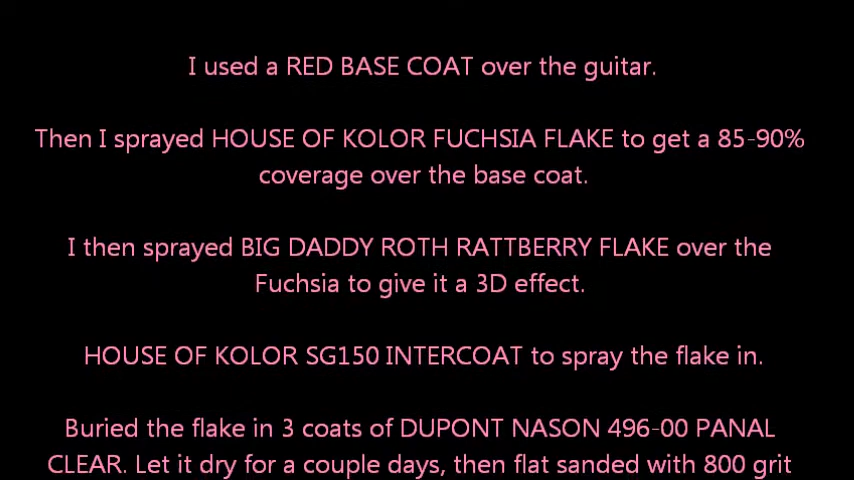 I used a RED BASE COAT over the guitar.
Then I sprayed HOUSE OF KOLOR FUCHSIA FLAKE to get a 85-90%
coverage over the base coat.
I then sprayed BIG DADDY ROTH RATTBERRY FLAKE over the
Fuchsia to give it a 3D effect.
HOUSE OF KOLOR SG150 INTERCOAT to spray the flake in.
Buried the flake in 3 coats of DUPONT NASON 496-00 PANAL
CLEAR. Let it dry for a couple days, then flat sanded with 800 grit